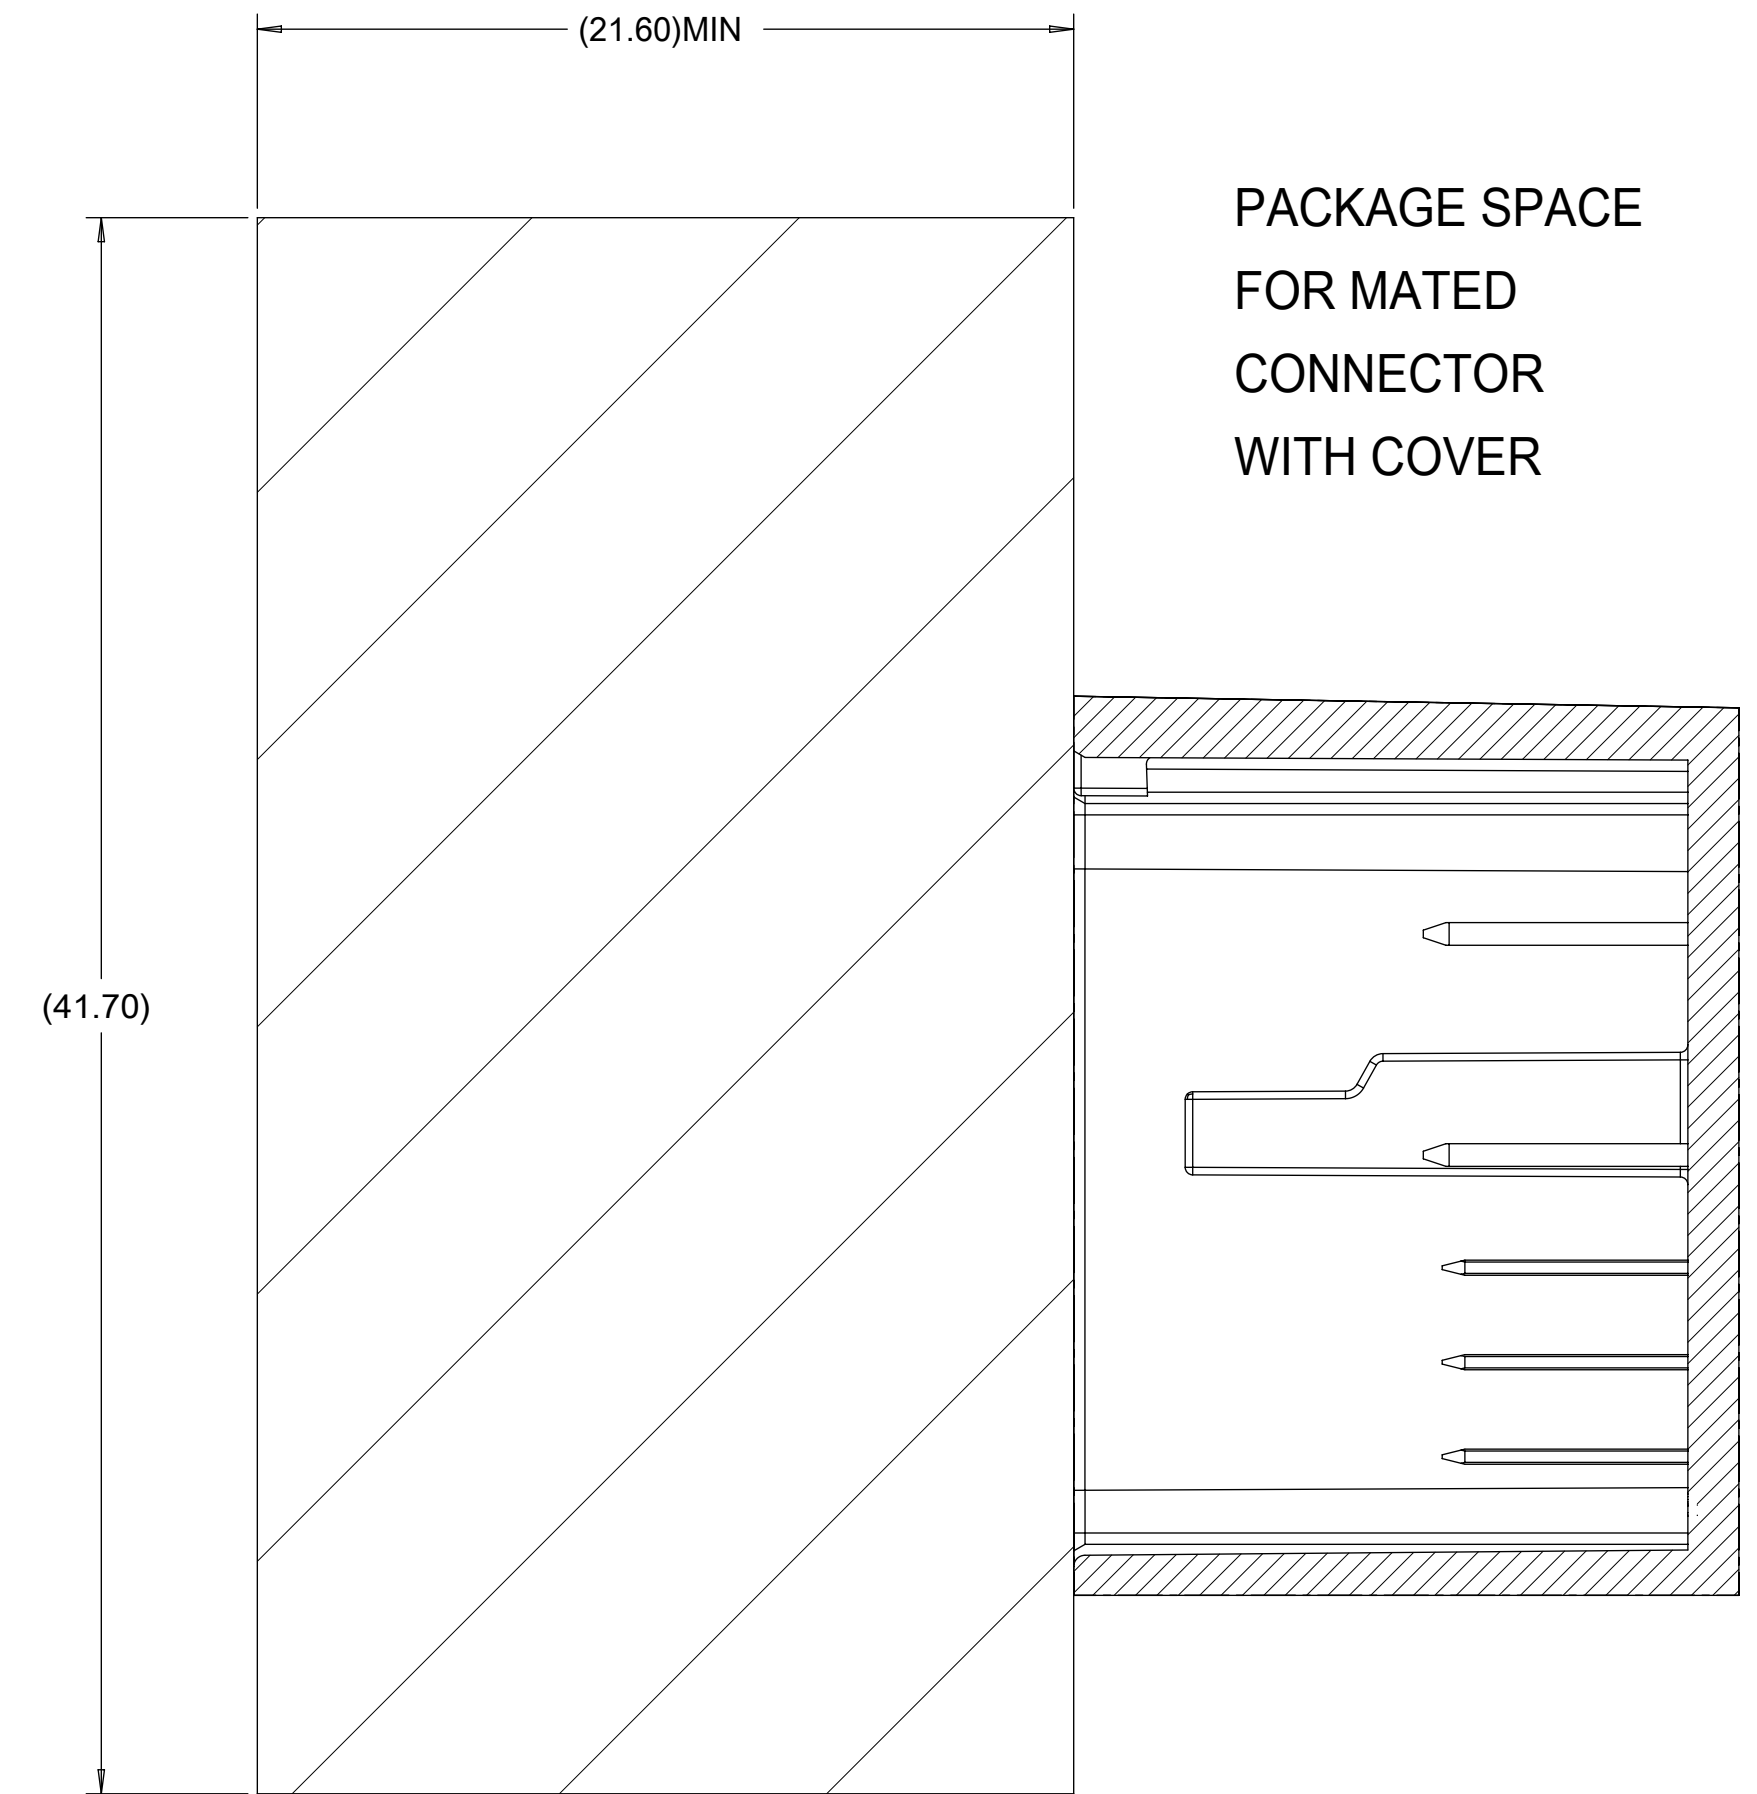 (21.60)MIN
PACKAGE SPACE
FOR MATED
CONNECTOR
WITH COVER
(41.70)